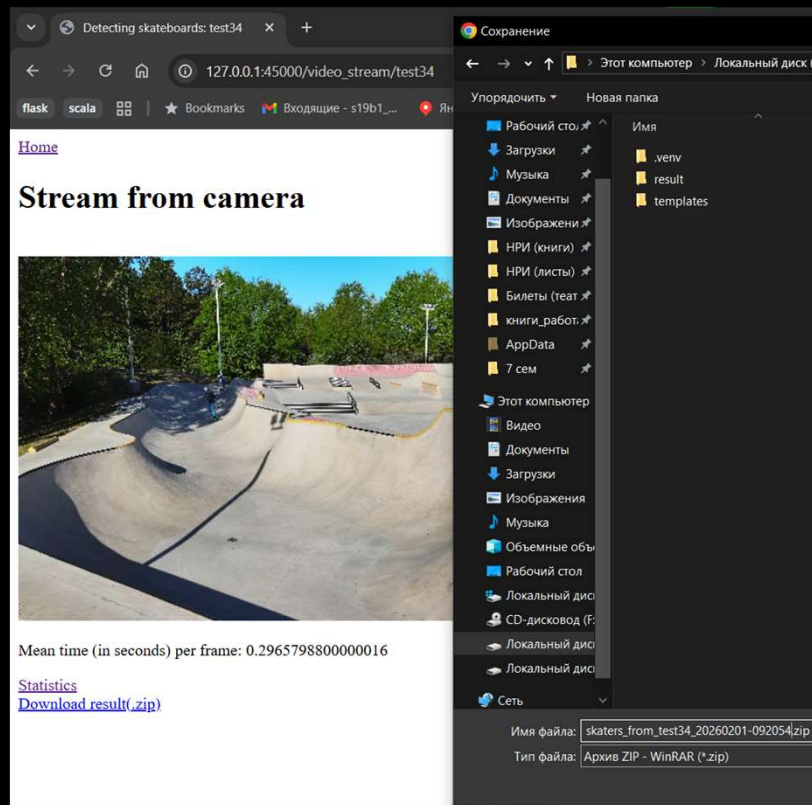 Detecting skateboards: test34
127.0.0.1:45000/video_stream/test34
flask scala Bookmarks Входящие - s19b1_... Ян
Home
Stream from camera
Mean time (in seconds) per frame: 0.2965798800000016
Statistics
Download result(.zip)
Сохранение
Этот компьютер › Локальный диск (
Упорядочить Новая папка
Рабочий стол
Загрузки
Музыка
Документы
Изображени
НРИ (книги)
НРИ (листы)
Билеты (теат
книги_работ
AppData
7 сем
Этот компьютер
Видео
Документы
Загрузки
Изображения
Музыка
Объемные объ
Рабочий стол
Локальный дис
CD-дисковод (F:
Локальный дис
Локальный дис
Сеть
Имя
.venv
result
templates
Имя файла: skaters_from_test34_20260201-092054.zip
Тип файла: Архив ZIP - WinRAR (*.zip)